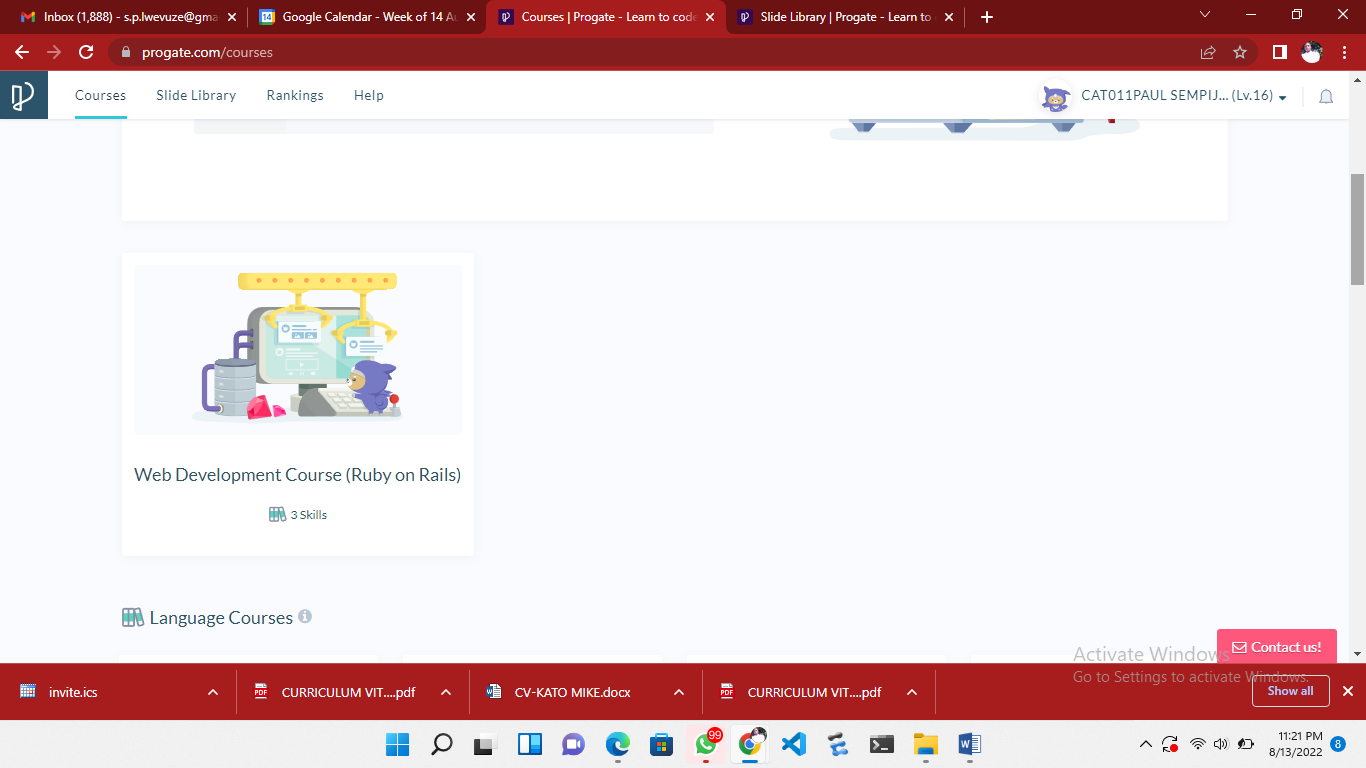 Inbox (1,888) - s.p.lwevuze@gma
Google Calendar - Week of 14 Au
Courses | Progate - Learn to code
Slide Library | Progate - Learn to
progate.com/courses
Courses
Slide Library
Rankings
Help
CAT011PAUL SEMPIJ... (Lv.16)
Web Development Course (Ruby on Rails)
3 Skills
Language Courses
Contact us!
Activate Windows
Go to Settings to activate Windows.
invite.ics
CURRICULUM VIT....pdf
CV-KATO MIKE.docx
CURRICULUM VIT....pdf
Show all
99
11:21 PM
8/13/2022
8